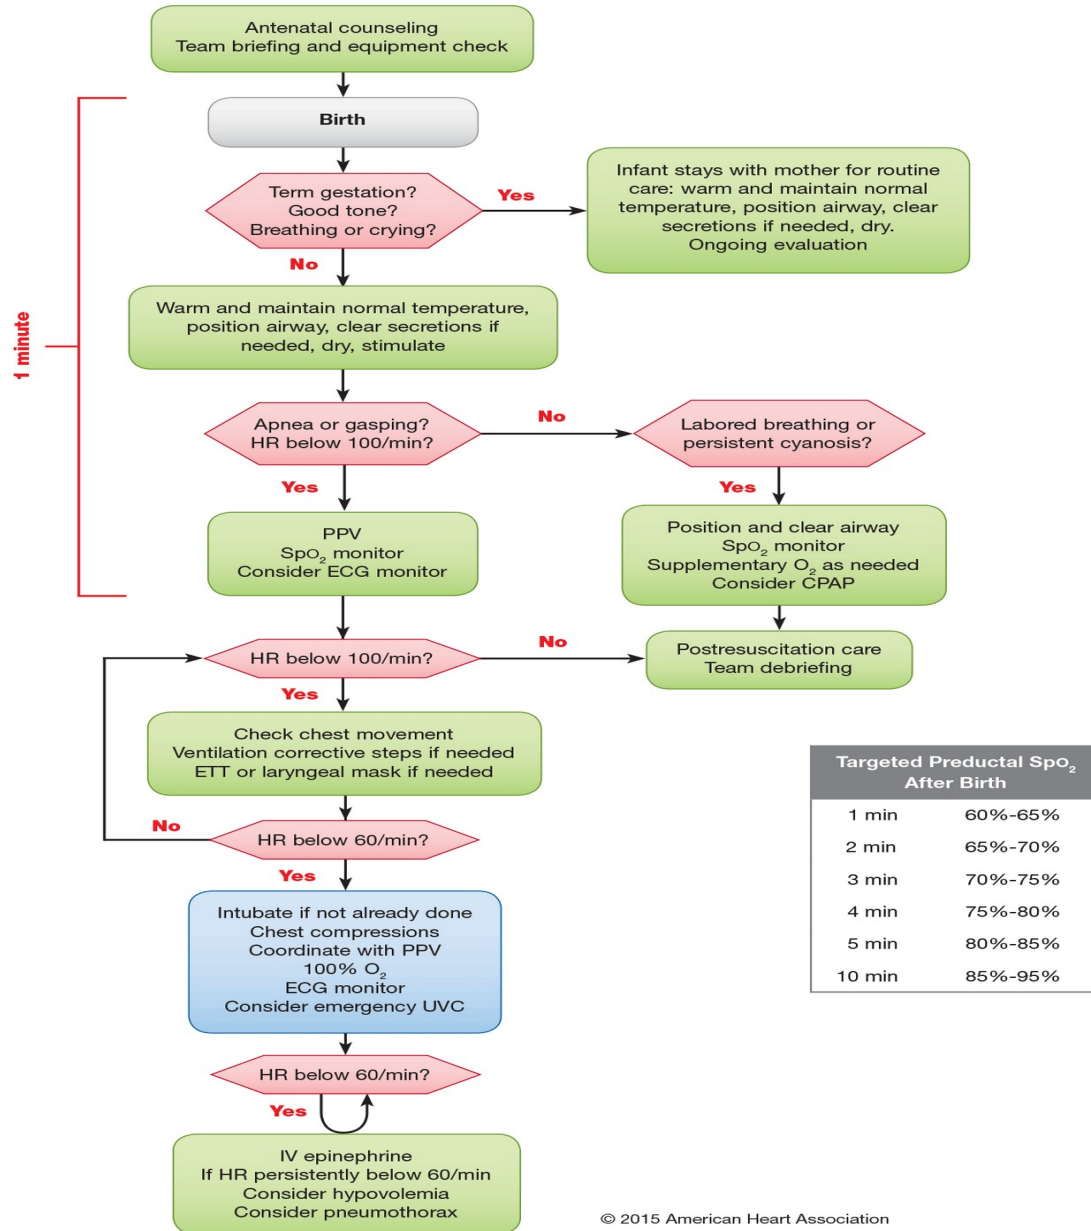 Antenatal counseling
Team briefing and equipment check
Birth
Term gestation?
Good tone?
Breathing or crying?
Yes
Infant stays with mother for routine
care: warm and maintain normal
temperature, position airway, clear
secretions if needed, dry.
Ongoing evaluation
No
1 minute
Warm and maintain normal temperature,
position airway, clear secretions if
needed, dry, stimulate
Apnea or gasping?
HR below 100/min?
No
Labored breathing or
persistent cyanosis?
Yes
Yes
PPV
SpO₂ monitor
Consider ECG monitor
Position and clear airway
SpO₂ monitor
Supplementary O₂ as needed
Consider CPAP
HR below 100/min?
No
Postresuscitation care
Team debriefing
Yes
Check chest movement
Ventilation corrective steps if needed
ETT or laryngeal mask if needed
No
HR below 60/min?
Yes
Intubate if not already done
Chest compressions
Coordinate with PPV
100% O₂
ECG monitor
Consider emergency UVC
HR below 60/min?
Yes
IV epinephrine
If HR persistently below 60/min
Consider hypovolemia
Consider pneumothorax
Targeted Preductal SpO₂
After Birth
1 min 60%-65%
2 min 65%-70%
3 min 70%-75%
4 min 75%-80%
5 min 80%-85%
10 min 85%-95%
© 2015 American Heart Association